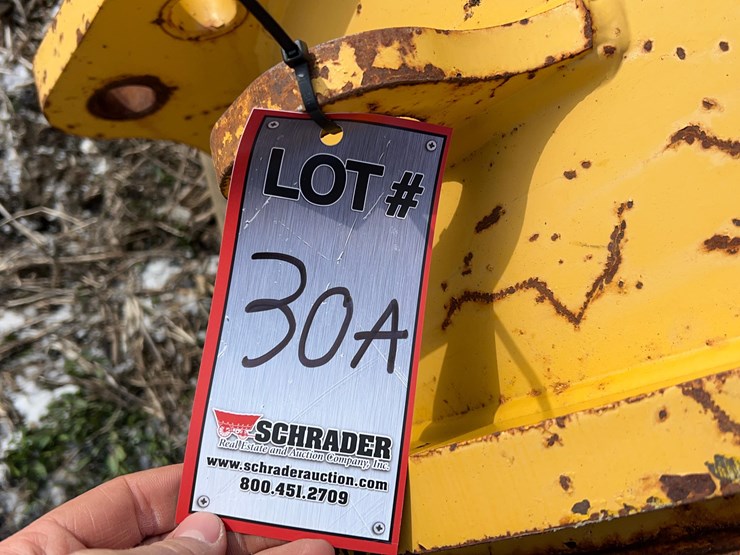 LOT #
30A
SCHRADER
Real Estate and Auction Company, Inc.
www.schraderauction.com
800.451.2709